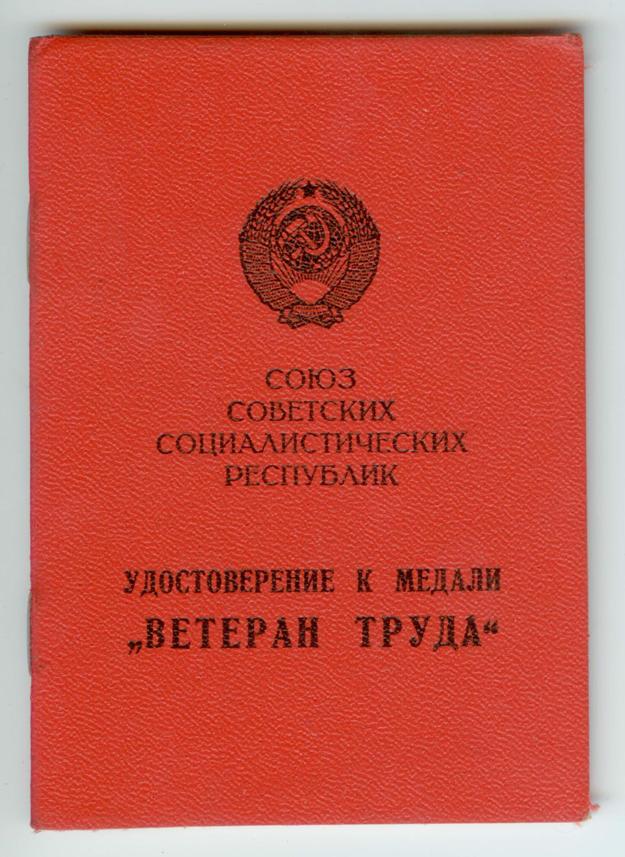 СОЮЗ
СОВЕТСКИХ
СОЦИАЛИСТИЧЕСКИХ
РЕСПУБЛИК
УДОСТОВЕРЕНИЕ К МЕДАЛИ
„ВЕТЕРАН ТРУДА“